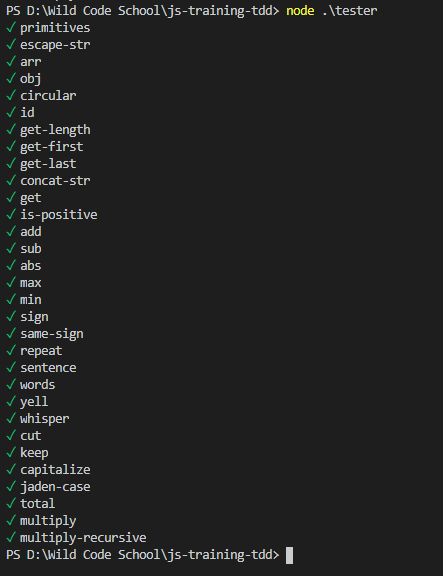 PS D:\Wild Code School\js-training-tdd> node .\tester
✓ primitives
✓ escape-str
✓ arr
✓ obj
✓ circular
✓ id
✓ get-length
✓ get-first
✓ get-last
✓ concat-str
✓ get
✓ is-positive
✓ add
✓ sub
✓ abs
✓ max
✓ min
✓ sign
✓ same-sign
✓ repeat
✓ sentence
✓ words
✓ yell
✓ whisper
✓ cut
✓ keep
✓ capitalize
✓ jaden-case
✓ total
✓ multiply
✓ multiply-recursive
PS D:\Wild Code School\js-training-tdd>